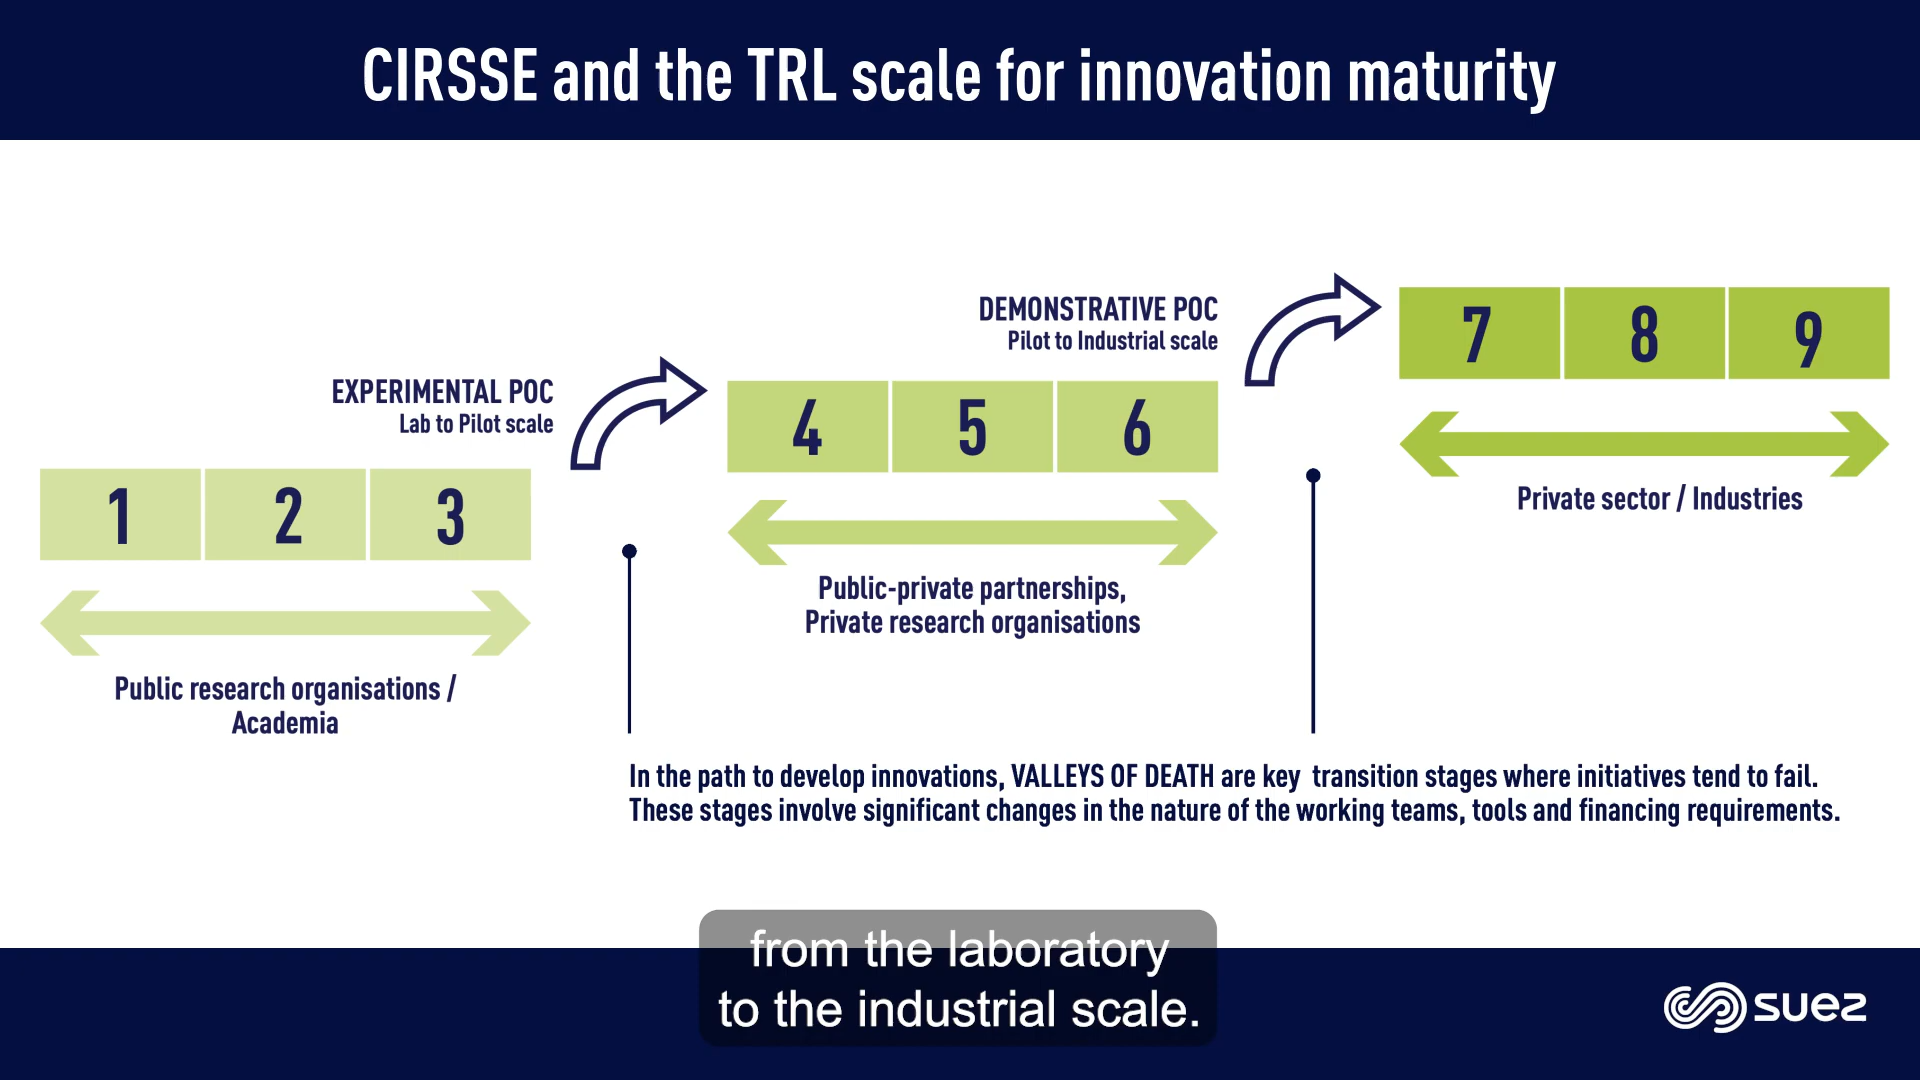 CIRSSE and the TRL scale for innovation maturity
EXPERIMENTAL POC
Lab to Pilot scale
DEMONSTRATIVE POC
Pilot to Industrial scale
1 2 3
4 5 6
7 8 9
Public research organisations /
Academia
Public-private partnerships,
Private research organisations
Private sector / Industries
In the path to develop innovations, VALLEYS OF DEATH are key transition stages where initiatives tend to fail.
These stages involve significant changes in the nature of the working teams, tools and financing requirements.
from the laboratory
to the industrial scale.
suez